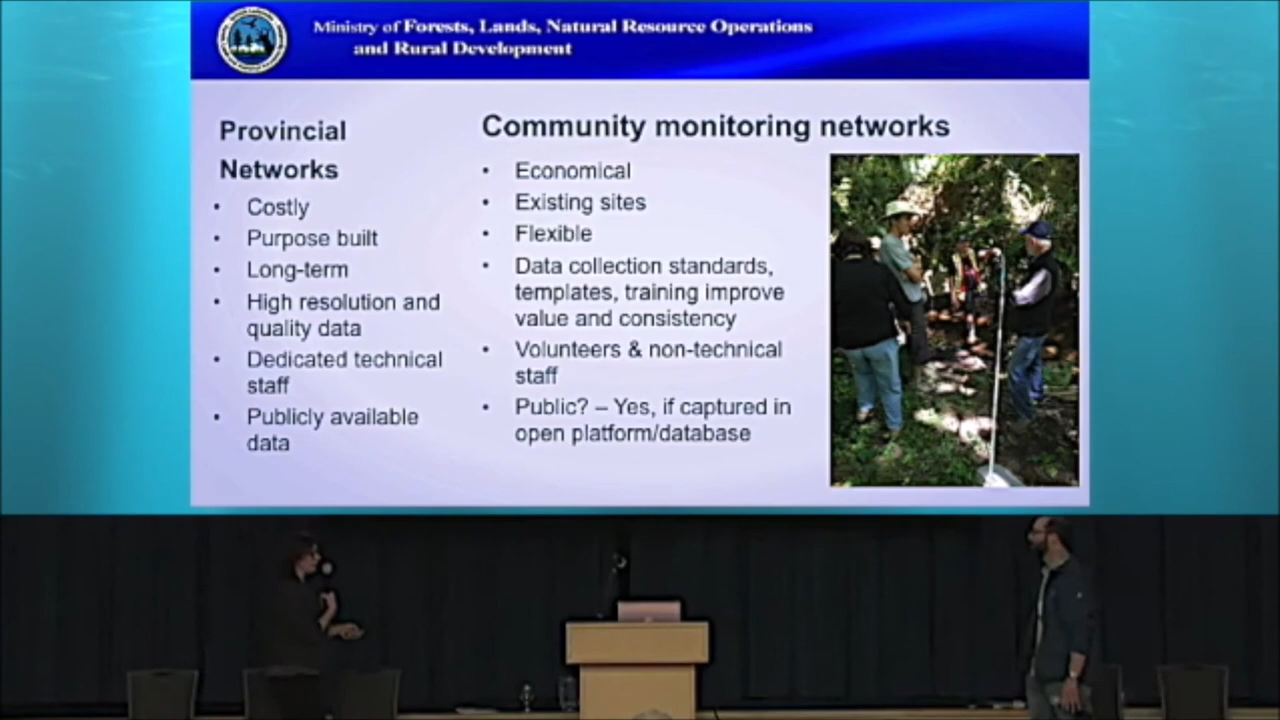 Ministry of Forests, Lands, Natural Resource Operations
and Rural Development
Provincial
Networks
• Costly
• Purpose built
• Long-term
• High resolution and
quality data
• Dedicated technical
staff
• Publicly available
data
Community monitoring networks
• Economical
• Existing sites
• Flexible
• Data collection standards,
templates, training improve
value and consistency
• Volunteers & non-technical
staff
• Public? – Yes, if captured in
open platform/database